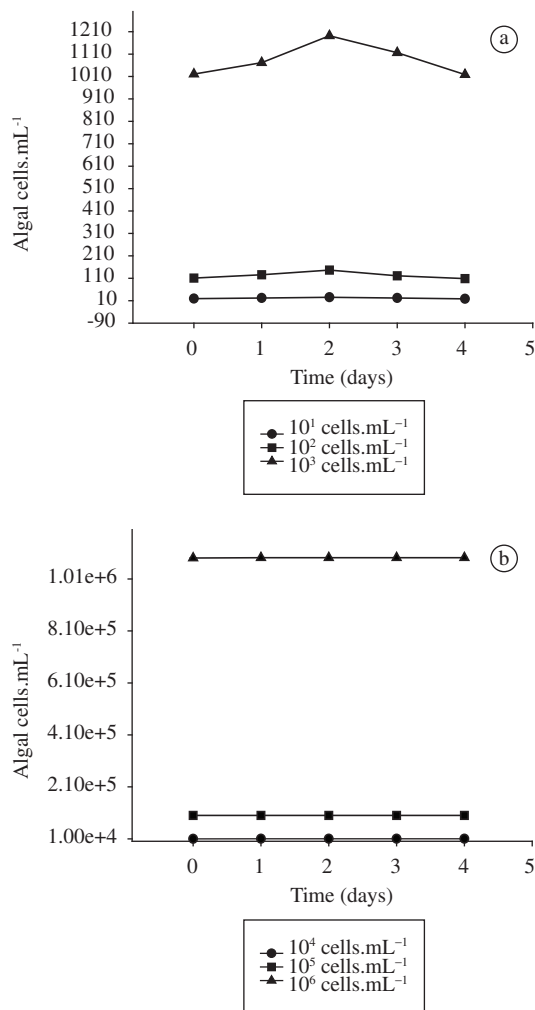 1210
1110
1010
910
810
710
610
510
410
310
210
110
10
-90
Algal cells.mL⁻¹
a
0 1 2 3 4 5
Time (days)
10¹ cells.mL⁻¹
10² cells.mL⁻¹
10³ cells.mL⁻¹
b
1.01e+6
8.10e+5
6.10e+5
4.10e+5
2.10e+5
1.00e+4
Algal cells.mL⁻¹
0 1 2 3 4 5
Time (days)
10⁴ cells.mL⁻¹
10⁵ cells.mL⁻¹
10⁶ cells.mL⁻¹